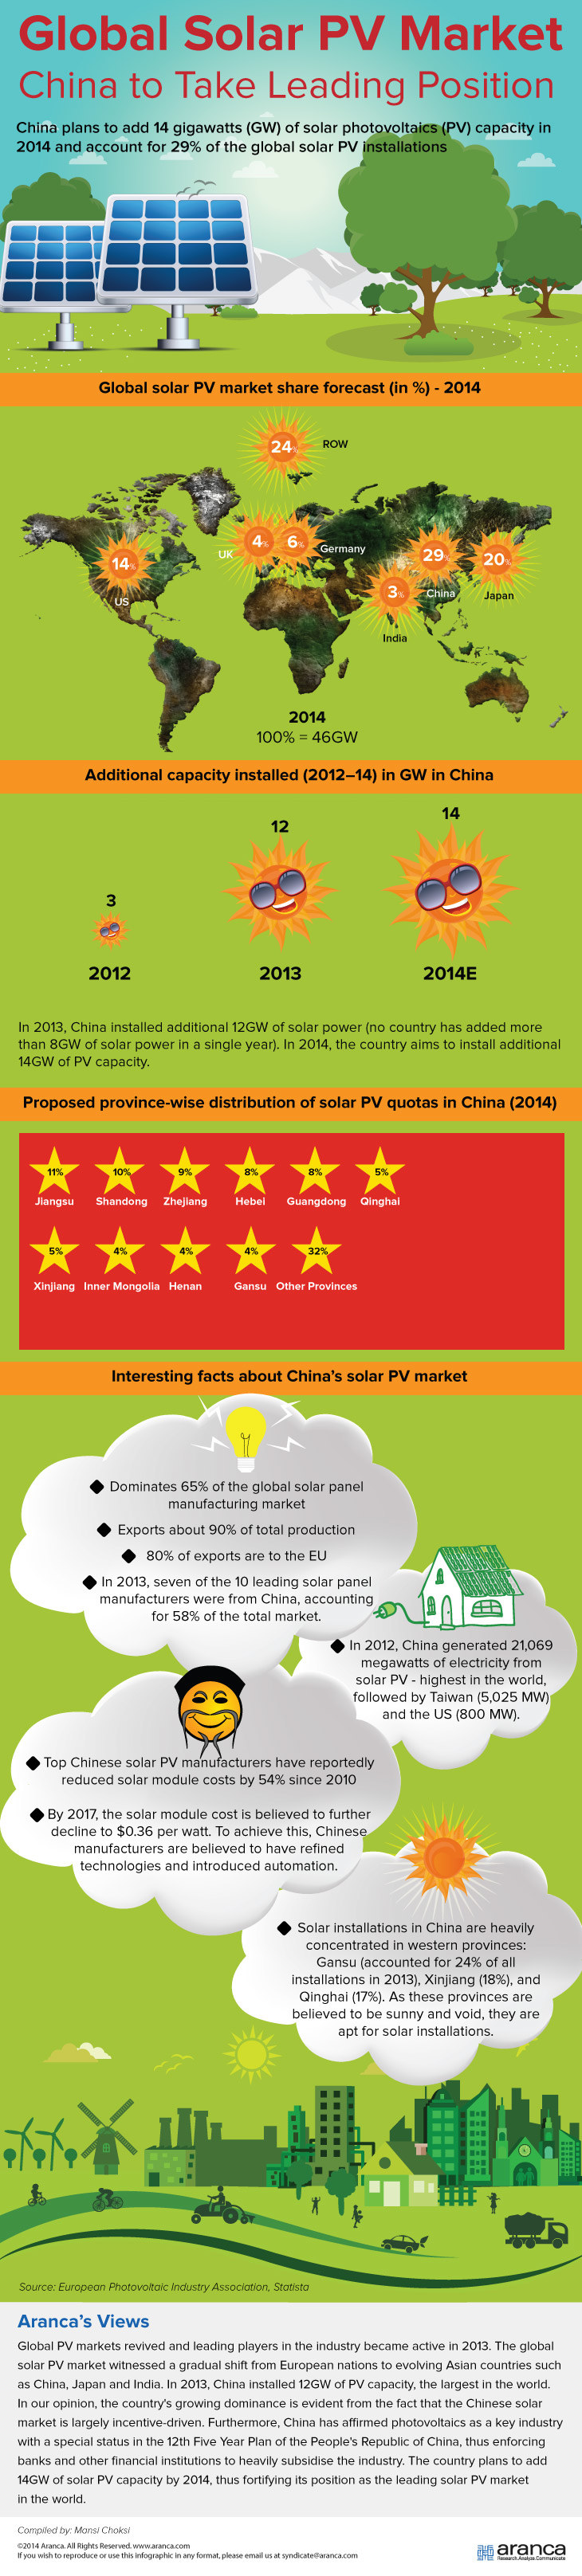 Global Solar PV Market
China to Take Leading Position
China plans to add 14 gigawatts (GW) of solar photovoltaics (PV) capacity in
2014 and account for 29% of the global solar PV installations
Global solar PV market share forecast (in %) - 2014
24%
ROW
14%
US
UK
4%
6%
Germany
3%
India
29%
China
20%
Japan
2014
100% = 46GW
Additional capacity installed (2012–14) in GW in China
3
12
14
2012
2013
2014E
In 2013, China installed additional 12GW of solar power (no country has added more
than 8GW of solar power in a single year). In 2014, the country aims to install additional
14GW of PV capacity.
Proposed province-wise distribution of solar PV quotas in China (2014)
11% 10% 9% 8% 8% 5%
Jiangsu Shandong Zhejiang Hebei Guangdong Qinghai
5% 4% 4% 4% 32%
Xinjiang Inner Mongolia Henan Gansu Other Provinces
Interesting facts about China's solar PV market
Dominates 65% of the global solar panel
manufacturing market
Exports about 90% of total production
80% of exports are to the EU
In 2013, seven of the 10 leading solar panel
manufacturers were from China, accounting
for 58% of the total market.
In 2012, China generated 21,069
megawatts of electricity from
solar PV - highest in the world,
followed by Taiwan (5,025 MW)
and the US (800 MW).
Top Chinese solar PV manufacturers have reportedly
reduced solar module costs by 54% since 2010
By 2017, the solar module cost is believed to further
decline to $0.36 per watt. To achieve this, Chinese
manufacturers are believed to have refined
technologies and introduced automation.
Solar installations in China are heavily
concentrated in western provinces:
Gansu (accounted for 24% of all
installations in 2013), Xinjiang (18%), and
Qinghai (17%). As these provinces are
believed to be sunny and void, they are
apt for solar installations.
Source: European Photovoltaic Industry Association, Statista
Aranca's Views
Global PV markets revived and leading players in the industry became active in 2013. The global
solar PV market witnessed a gradual shift from European nations to evolving Asian countries such
as China, Japan and India. In 2013, China installed 12GW of PV capacity, the largest in the world.
In our opinion, the country's growing dominance is evident from the fact that the Chinese solar
market is largely incentive-driven. Furthermore, China has affirmed photovoltaics as a key industry
with a special status in the 12th Five Year Plan of the People's Republic of China, thus enforcing
banks and other financial institutions to heavily subsidise the industry. The country plans to add
14GW of solar PV capacity by 2014, thus fortifying its position as the leading solar PV market
in the world.
Compiled by: Mansi Choksi
©2014 Aranca. All Rights Reserved. www.aranca.com
If you wish to reproduce or use this infographic in any format, please email us at syndicate@aranca.com
aranca
Research.Analyze.Communicate